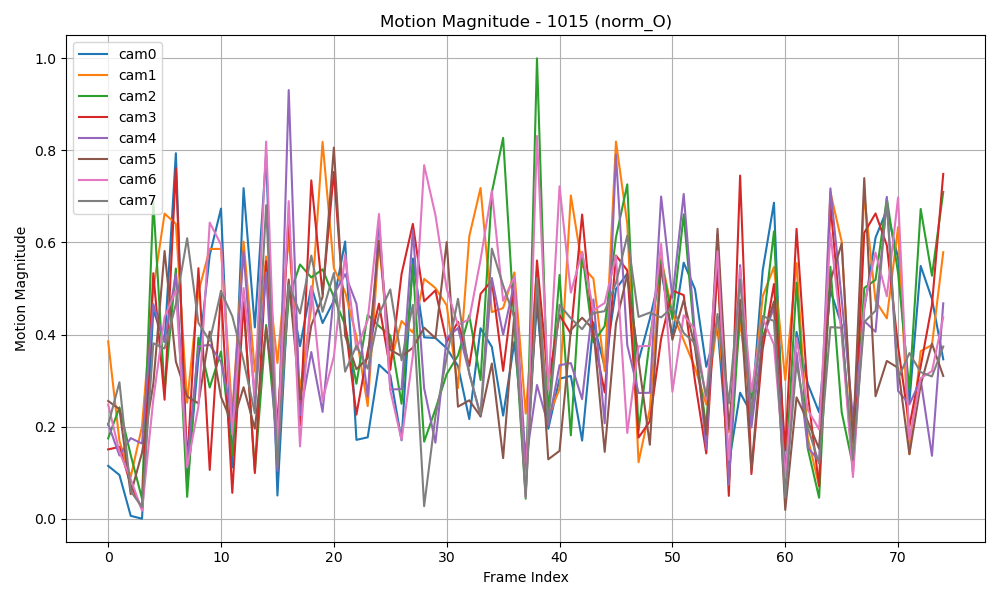 Motion Magnitude - 1015 (norm_O)
cam0
cam1
cam2
cam3
cam4
cam5
cam6
cam7
1.0
0.8
0.6
0.4
0.2
0.0
Motion Magnitude
0 10 20 30 40 50 60 70
Frame Index